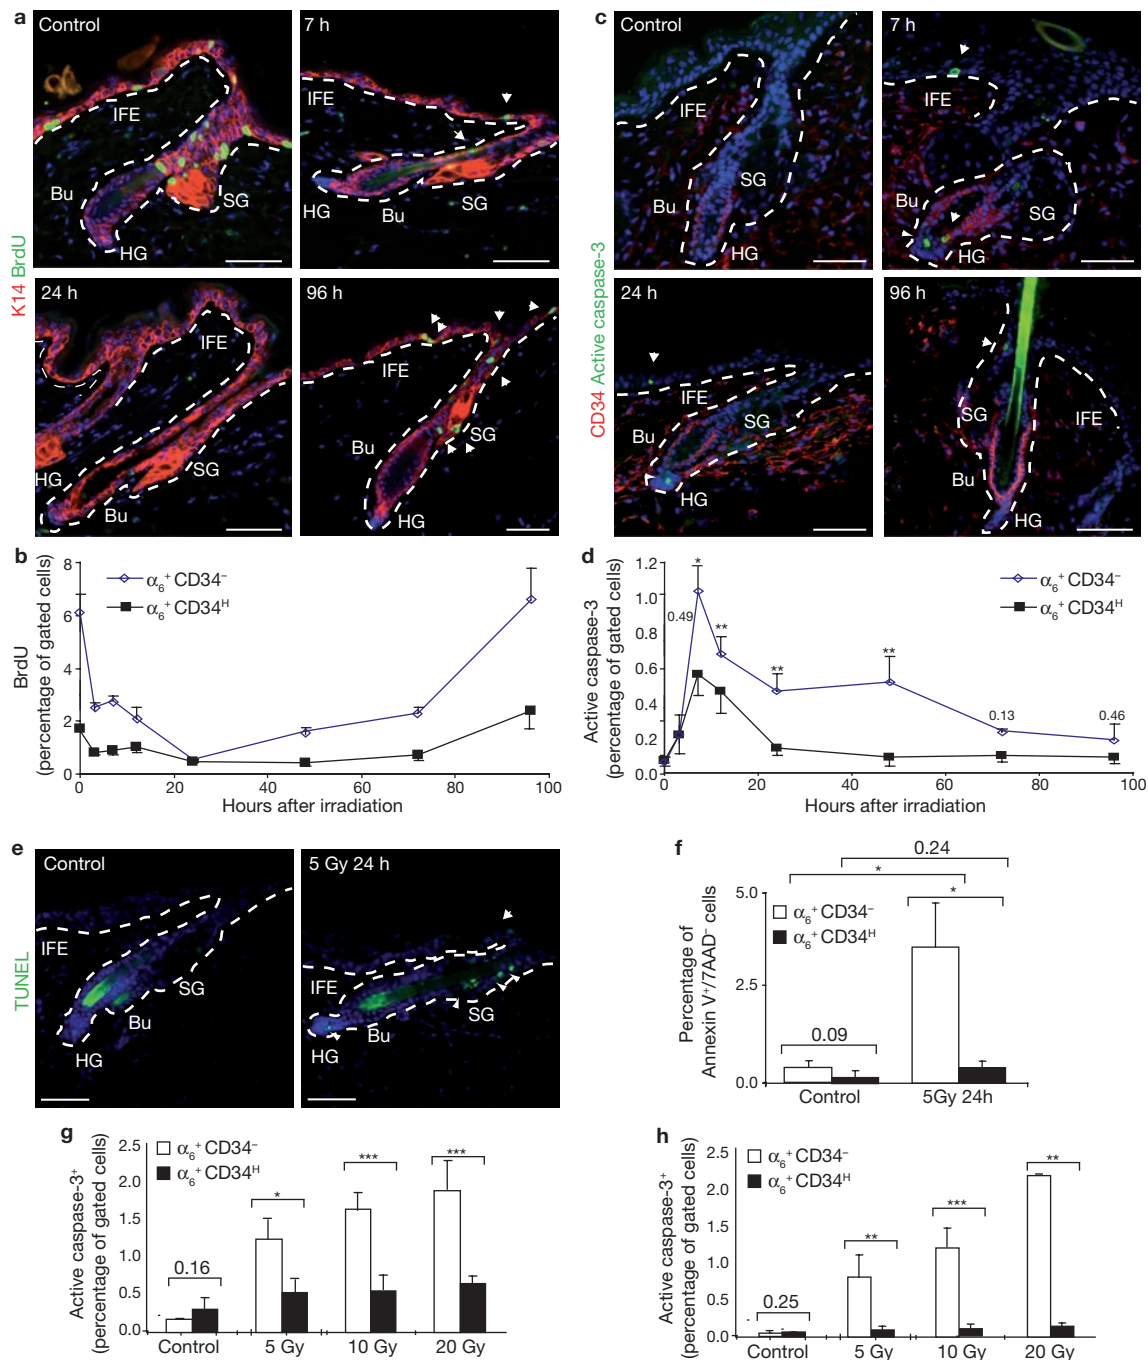 a
K14 BrdU
Control
IFE
Bu
SG
HG
7 h
IFE
HG
Bu
SG
24 h
IFE
HG
SG
Bu
96 h
IFE
SG
HG
c
CD34 Active caspase-3
Control
IFE
SG
Bu
HG
7 h
IFE
Bu
SG
HG
24 h
IFE
Bu
SG
HG
96 h
SG
IFE
Bu
HG
b
BrdU
(percentage of gated cells)
8
6
4
2
0
α6+ CD34−
α6+ CD34H
0 20 40 60 80 100
Hours after irradiation
d
Active caspase-3
(percentage of gated cells)
1.2
1.0
0.8
0.6
0.4
0.2
0.0
α6+ CD34−
α6+ CD34H
0.49
*
**
**
**
0.13
0.46
0 20 40 60 80 100
Hours after irradiation
e
TUNEL
Control
IFE
SG
Bu
HG
5 Gy 24 h
IFE
SG
Bu
HG
f
Percentage of
Annexin V+/7AAD− cells
5.0
2.5
0.0
α6+ CD34−
α6+ CD34H
0.24
*
*
0.09
Control 5Gy 24h
g
Active caspase-3+
(percentage of gated cells)
2.5
2.0
1.5
1.0
0.5
0.0
α6+ CD34−
α6+ CD34H
0.16
*
***
***
Control 5 Gy 10 Gy 20 Gy
h
Active caspase-3+
(percentage of gated cells)
2.5
2.0
1.5
1.0
0.5
0.0
α6+ CD34−
α6+ CD34H
0.25
**
***
**
Control 5 Gy 10 Gy 20 Gy